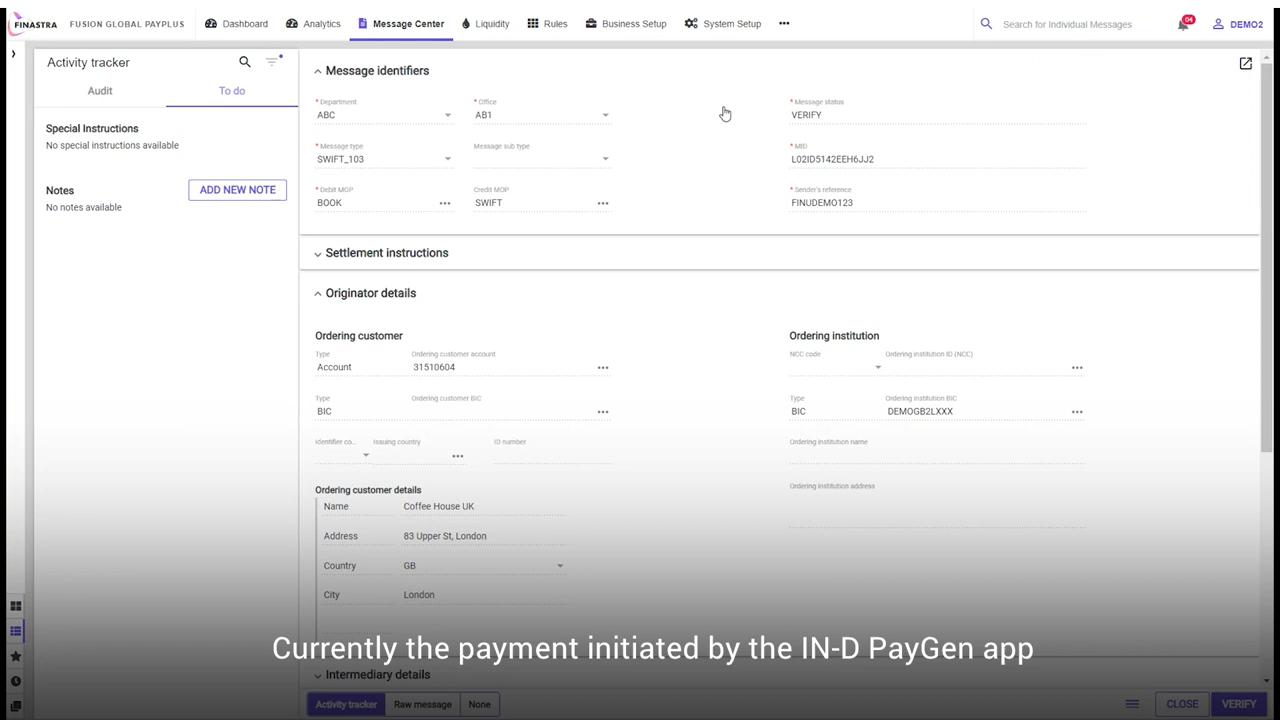 FINASTRA FUSION GLOBAL PAYPLUS Dashboard Analytics Message Center Liquidity Rules Business Setup System Setup ••• Search for Individual Messages 04 DEMO2
Activity tracker
Audit To do
Special Instructions
No special instructions available
Notes ADD NEW NOTE
No notes available
Message identifiers
* Department * Office * Message status
ABC AB1 VERIFY
* Message type Message sub type * MID
SWIFT_103 L02ID5142EEH6JJ2
* Debit MOP Credit MOP * Sender's reference
BOOK ••• SWIFT ••• FINUDEMO123
Settlement instructions
Originator details
Ordering customer Ordering institution
Type Ordering customer account NCC code Ordering institution ID (NCC)
Account 31510604 ••• •••
Type Ordering customer BIC Type Ordering institution BIC
BIC ••• BIC DEMOGB2LXXX •••
Identifier co... Issuing country ID number Ordering institution name
•••
Ordering customer details Ordering institution address
Name Coffee House UK
Address 83 Upper St, London
Country GB
City London
Currently the payment initiated by the IN-D PayGen app
Intermediary details
Activity tracker Raw message None CLOSE VERIFY